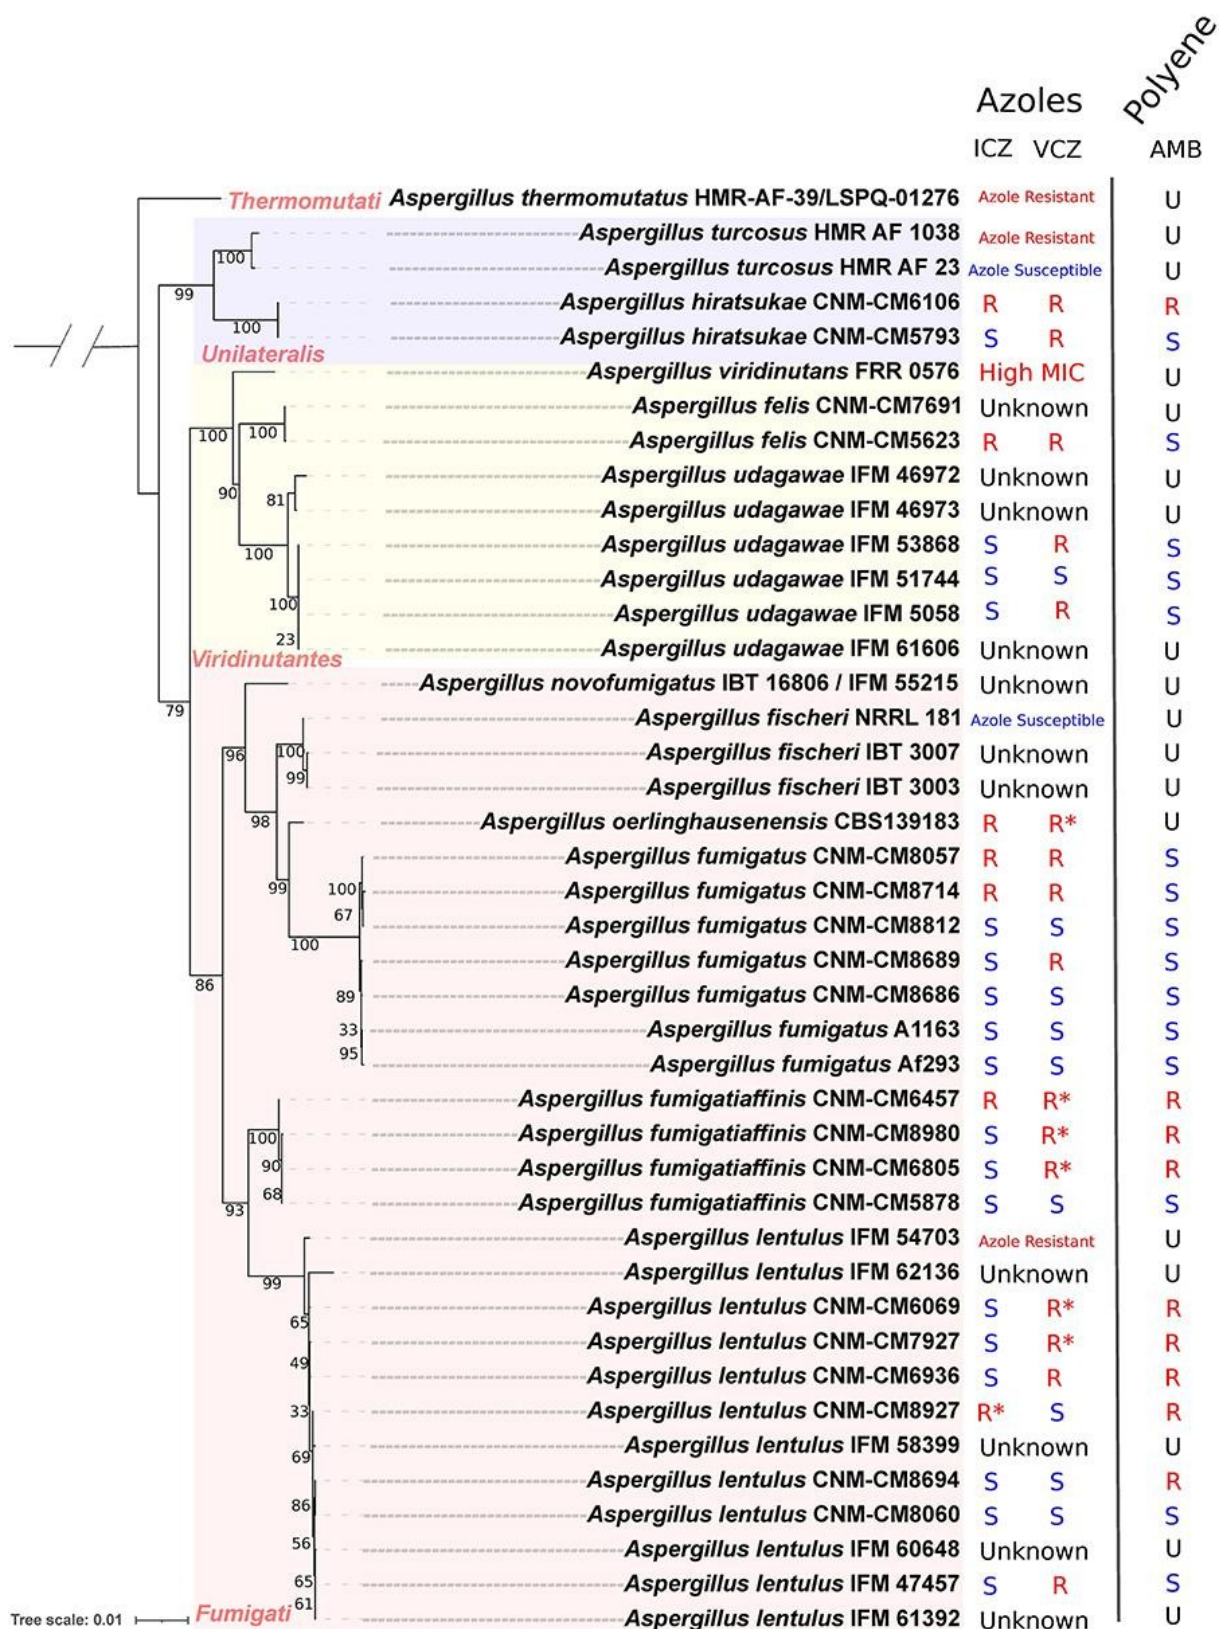 Azoles
Polyene
ICZ VCZ AMB
Thermomutati Aspergillus thermomutatus HMR-AF-39/LSPQ-01276 Azole Resistant U
Aspergillus turcosus HMR AF 1038 Azole Resistant U
100
Aspergillus turcosus HMR AF 23 Azole Susceptible U
99
Aspergillus hiratsukae CNM-CM6106 R R R
100
Aspergillus hiratsukae CNM-CM5793 S R S
Unilateralis
Aspergillus viridinutans FRR 0576 High MIC U
Aspergillus felis CNM-CM7691 Unknown U
100 100
Aspergillus felis CNM-CM5623 R R S
Aspergillus udagawae IFM 46972 Unknown U
90 81
Aspergillus udagawae IFM 46973 Unknown U
Aspergillus udagawae IFM 53868 S R S
100
Aspergillus udagawae IFM 51744 S S S
100
Aspergillus udagawae IFM 5058 S R S
23
Aspergillus udagawae IFM 61606 Unknown U
Viridinutantes
Aspergillus novofumigatus IBT 16806 / IFM 55215 Unknown U
79
Aspergillus fischeri NRRL 181 Azole Susceptible U
96 100
Aspergillus fischeri IBT 3007 Unknown U
99
Aspergillus fischeri IBT 3003 Unknown U
98
Aspergillus oerlinghausenensis CBS139183 R R* U
Aspergillus fumigatus CNM-CM8057 R R S
99 100
Aspergillus fumigatus CNM-CM8714 R R S
67
Aspergillus fumigatus CNM-CM8812 S S S
100
Aspergillus fumigatus CNM-CM8689 S R S
86
89
Aspergillus fumigatus CNM-CM8686 S S S
33
Aspergillus fumigatus A1163 S S S
95
Aspergillus fumigatus Af293 S S S
Aspergillus fumigatiaffinis CNM-CM6457 R R* R
100
Aspergillus fumigatiaffinis CNM-CM8980 S R* R
90
Aspergillus fumigatiaffinis CNM-CM6805 S R* R
68
Aspergillus fumigatiaffinis CNM-CM5878 S S S
93
Aspergillus lentulus IFM 54703 Azole Resistant U
Aspergillus lentulus IFM 62136 Unknown U
99
Aspergillus lentulus CNM-CM6069 S R* R
65
Aspergillus lentulus CNM-CM7927 S R* R
49
Aspergillus lentulus CNM-CM6936 S R R
33
Aspergillus lentulus CNM-CM8927 R* S R
Aspergillus lentulus IFM 58399 Unknown U
69
Aspergillus lentulus CNM-CM8694 S S R
86
Aspergillus lentulus CNM-CM8060 S S S
56
Aspergillus lentulus IFM 60648 Unknown U
65
Aspergillus lentulus IFM 47457 S R S
61
Tree scale: 0.01 Fumigati Aspergillus lentulus IFM 61392 Unknown U